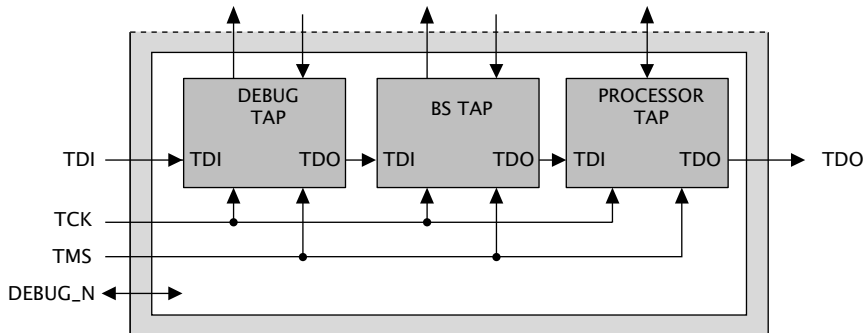 DEBUG
TAP
BS TAP
PROCESSOR
TAP
TDI
TDI
TDO
TDI
TDO
TDI
TDO
TDO
TCK
TMS
DEBUG_N